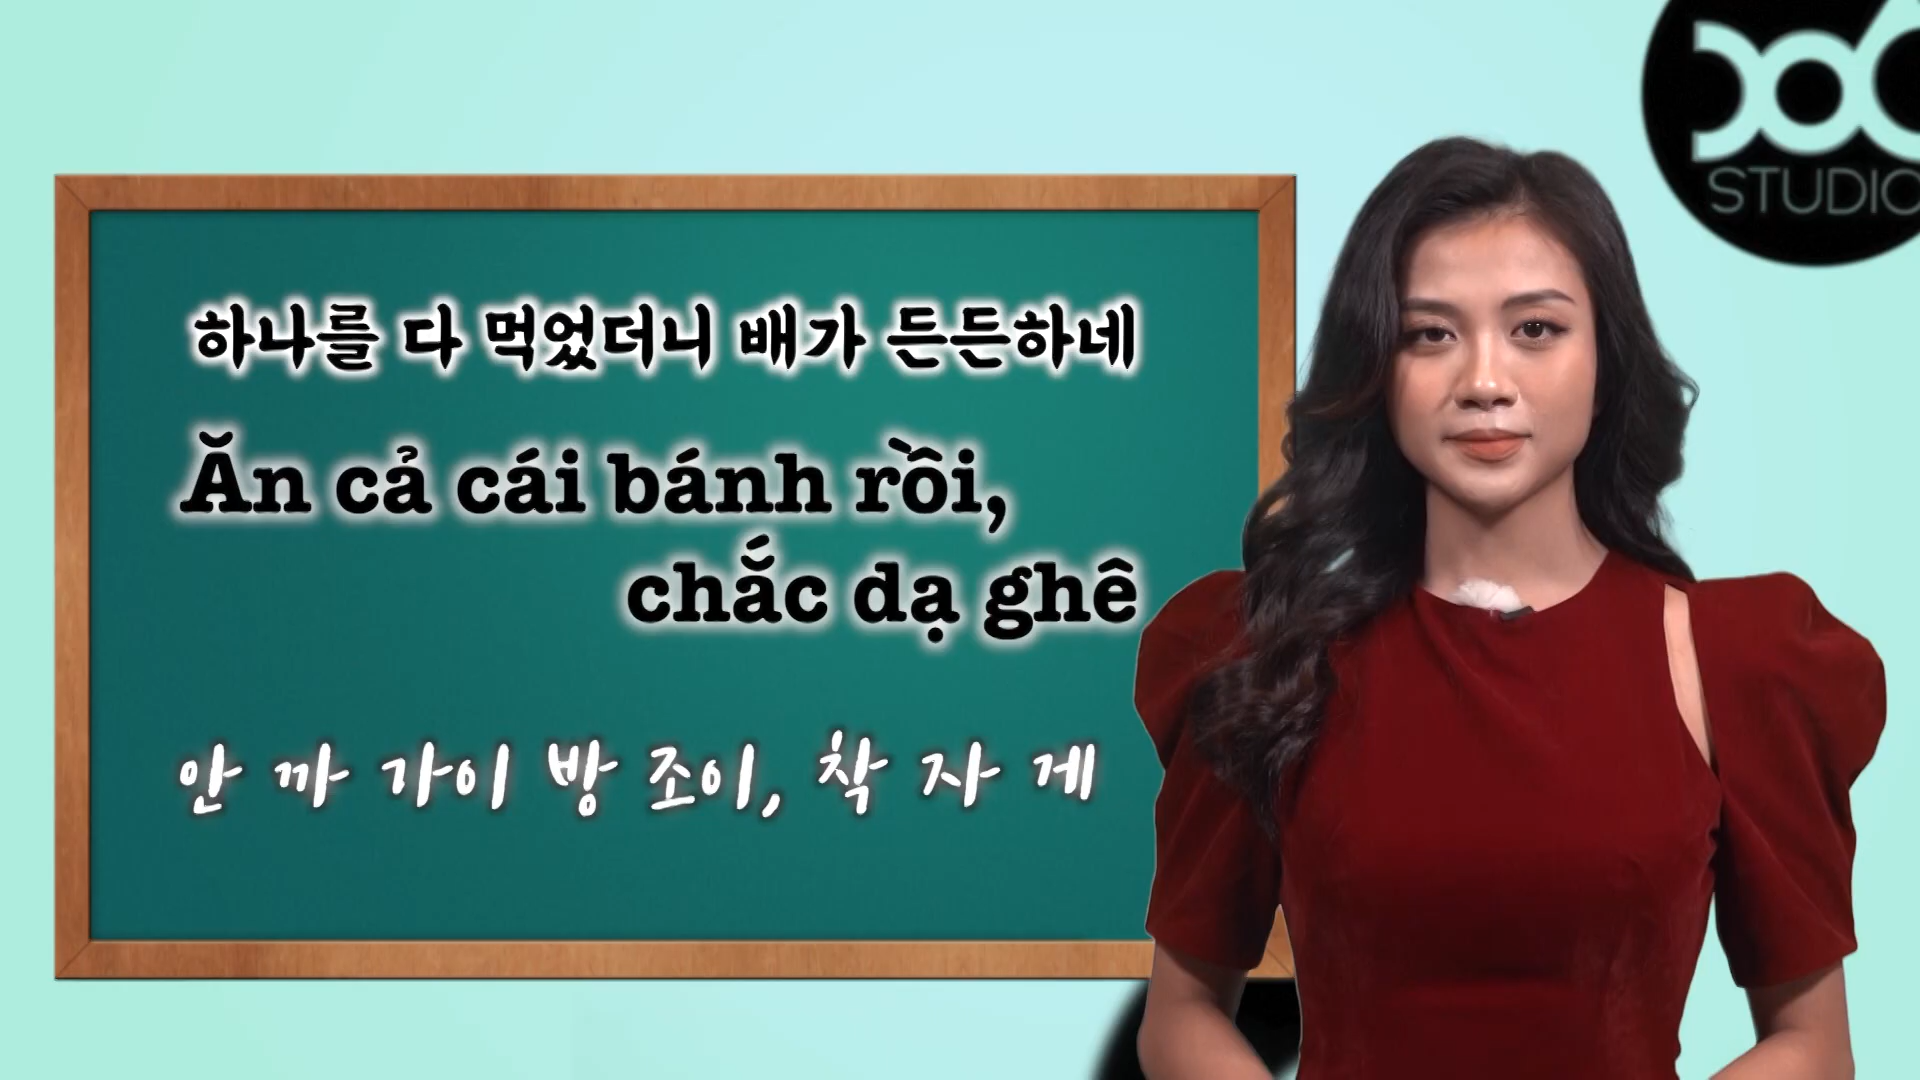 하나를 다 먹었더니 배가 든든하네
Ăn cả cái bánh rồi,
chắc dạ ghê
안 까 가이 방 조이, 착 자 게
STUDIO